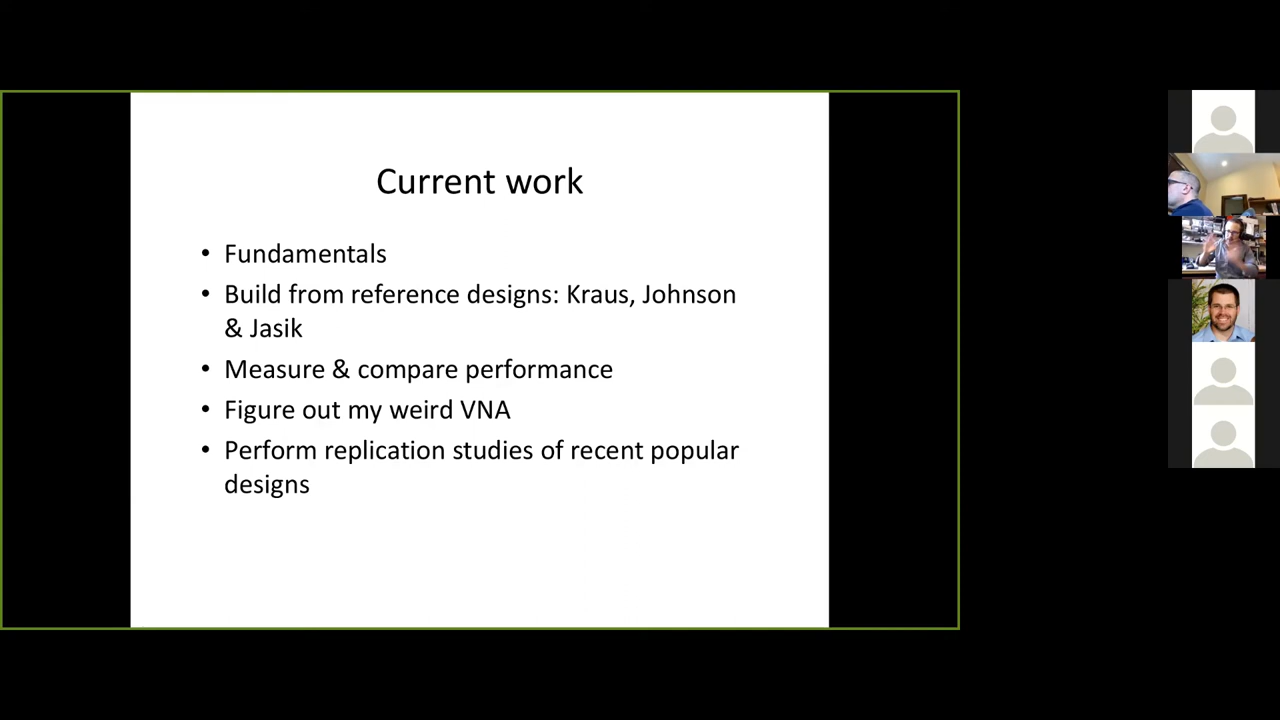 Current work
• Fundamentals
• Build from reference designs: Kraus, Johnson
& Jasik
• Measure & compare performance
• Figure out my weird VNA
• Perform replication studies of recent popular
designs